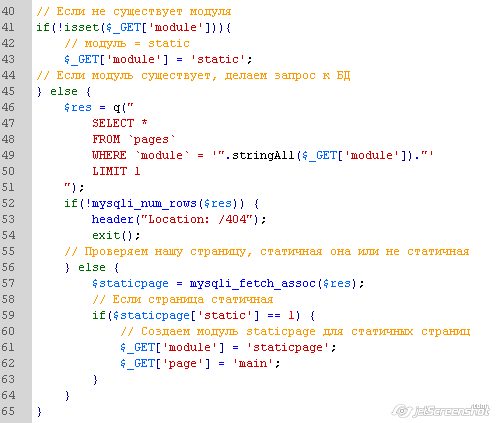 40 // Если не существует модуля
41 if(!isset($_GET['module'])){
42 // модуль = static
43 $_GET['module'] = 'static';
44 // Если модуль существует, делаем запрос к БД
45 } else {
46 $res = q("
47 SELECT *
48 FROM `pages`
49 WHERE `module` = '".stringAll($_GET['module'])."'
50 LIMIT 1
51 ");
52 if(!mysqli_num_rows($res)) {
53 header("Location: /404");
54 exit();
55 // Проверяем нашу страницу, статичная она или не статичная
56 } else {
57 $staticpage = mysqli_fetch_assoc($res);
58 // Если страница статичная
59 if($staticpage['static'] == 1) {
60 // Создаем модуль staticpage для статичных страниц
61 $_GET['module'] = 'staticpage';
62 $_GET['page'] = 'main';
63 }
64 }
65 }
jetScreenshot